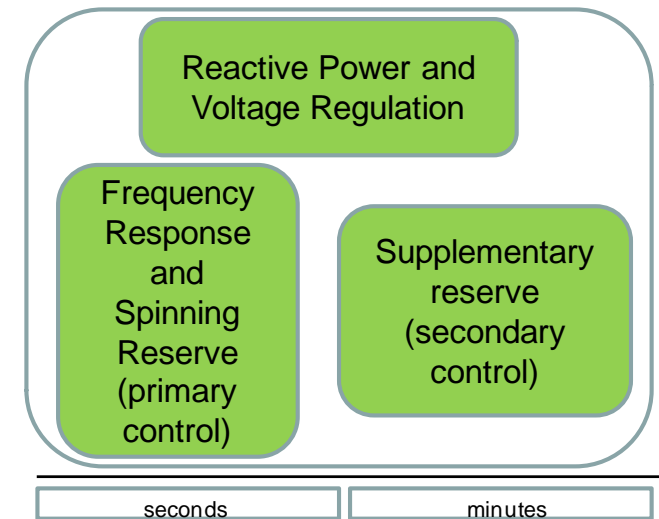 Reactive Power and
Voltage Regulation
Frequency
Response
and
Spinning
Reserve
(primary
control)
Supplementary
reserve
(secondary
control)
seconds
minutes